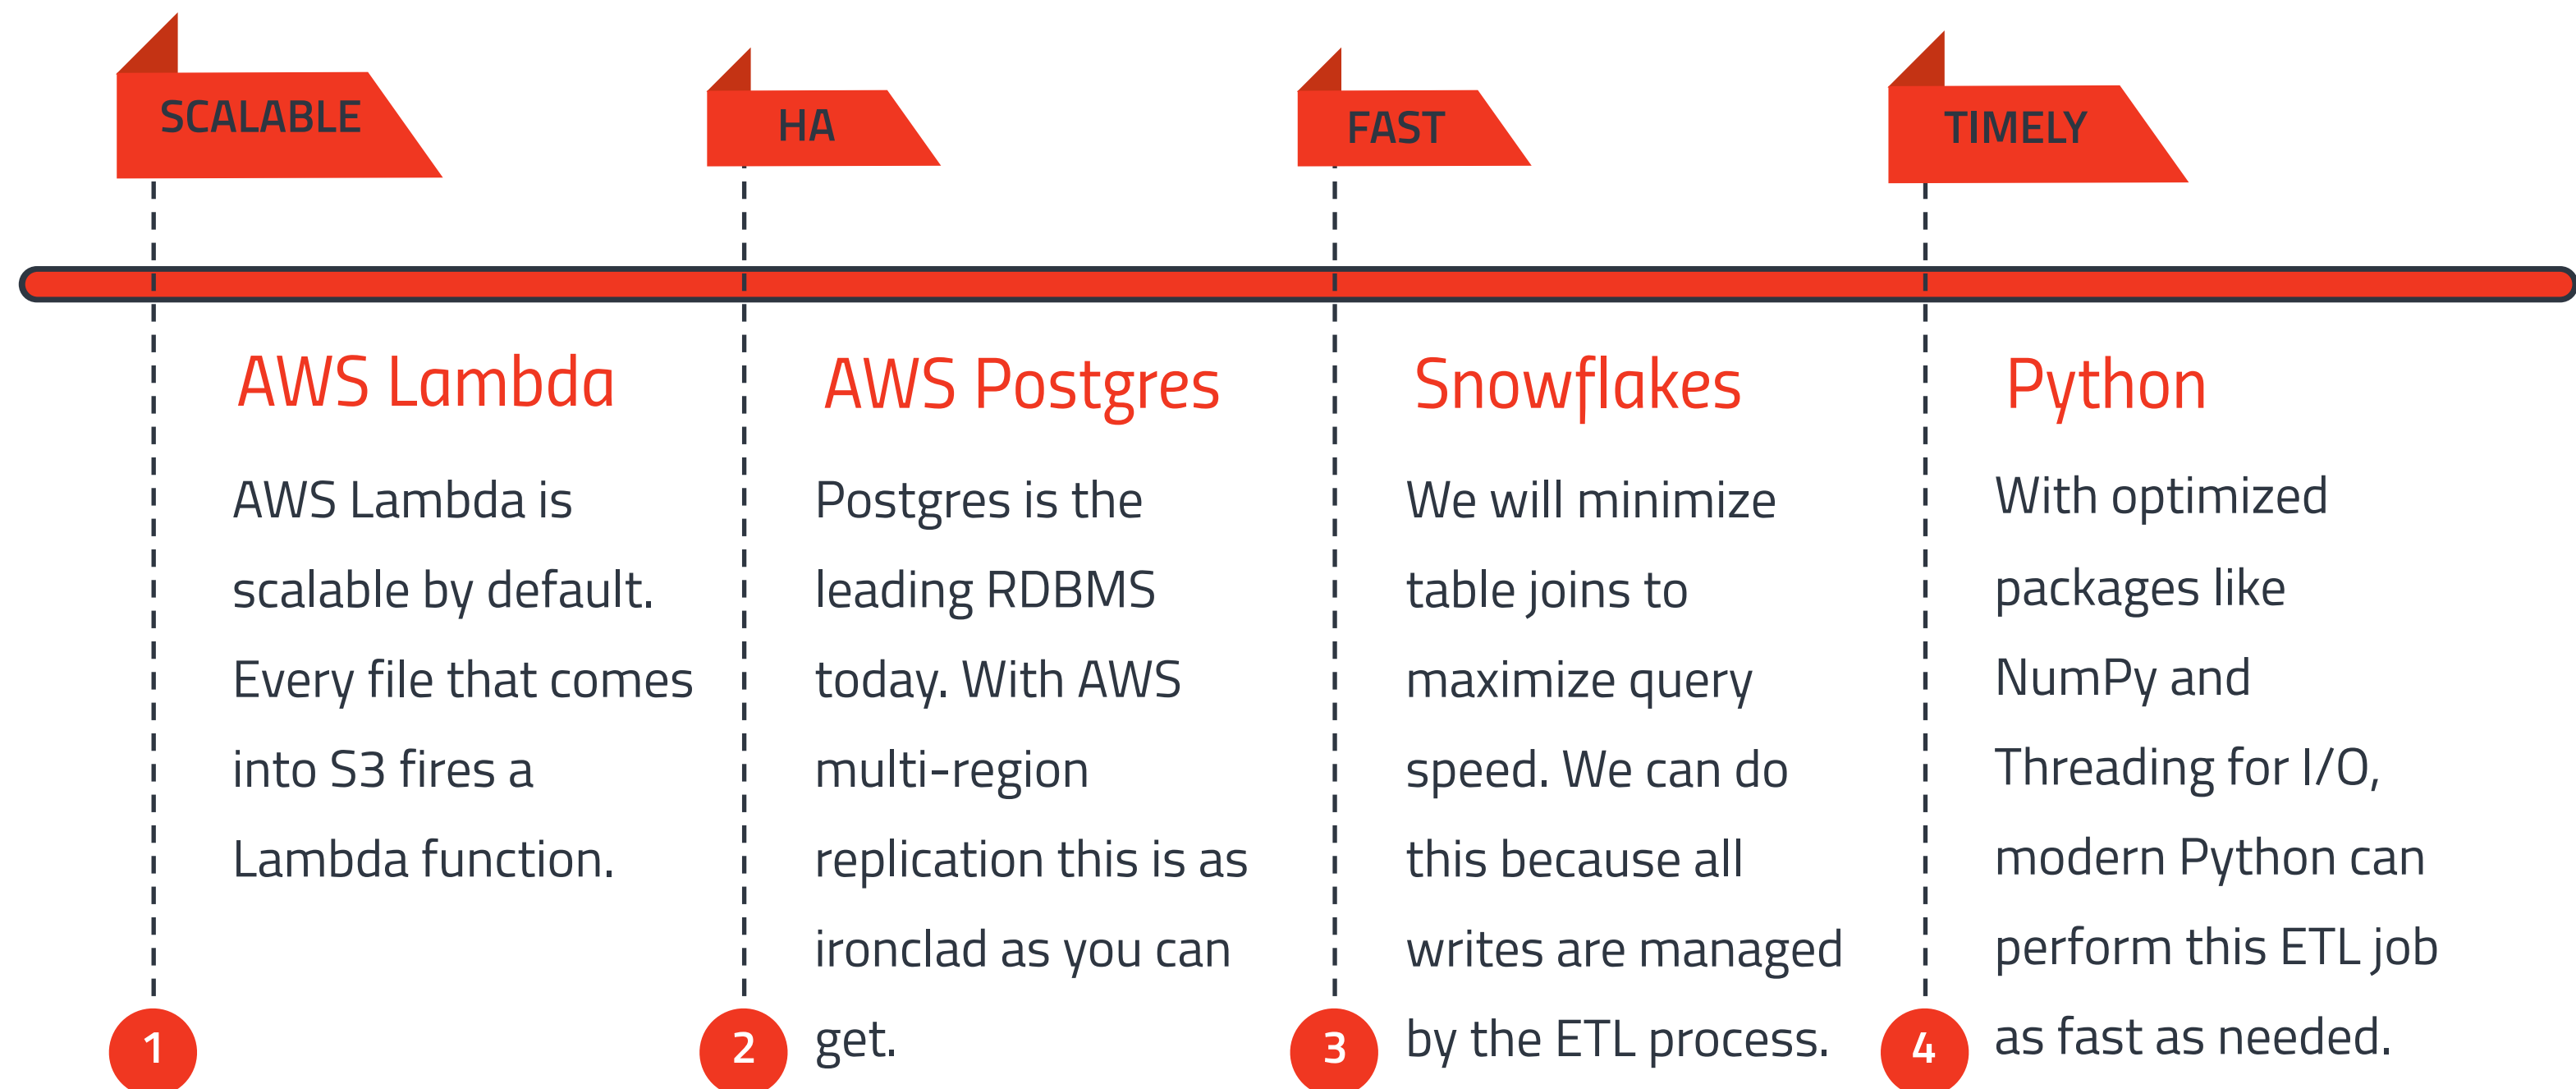 SCALABLE
HA
FAST
TIMELY
AWS Lambda
AWS Lambda is
scalable by default.
Every file that comes
into S3 fires a
Lambda function.
1
AWS Postgres
Postgres is the
leading RDBMS
today. With AWS
multi-region
replication this is as
ironclad as you can
get.
2
Snowflakes
We will minimize
table joins to
maximize query
speed. We can do
this because all
writes are managed
by the ETL process.
3
Python
With optimized
packages like
NumPy and
Threading for I/O,
modern Python can
perform this ETL job
as fast as needed.
4